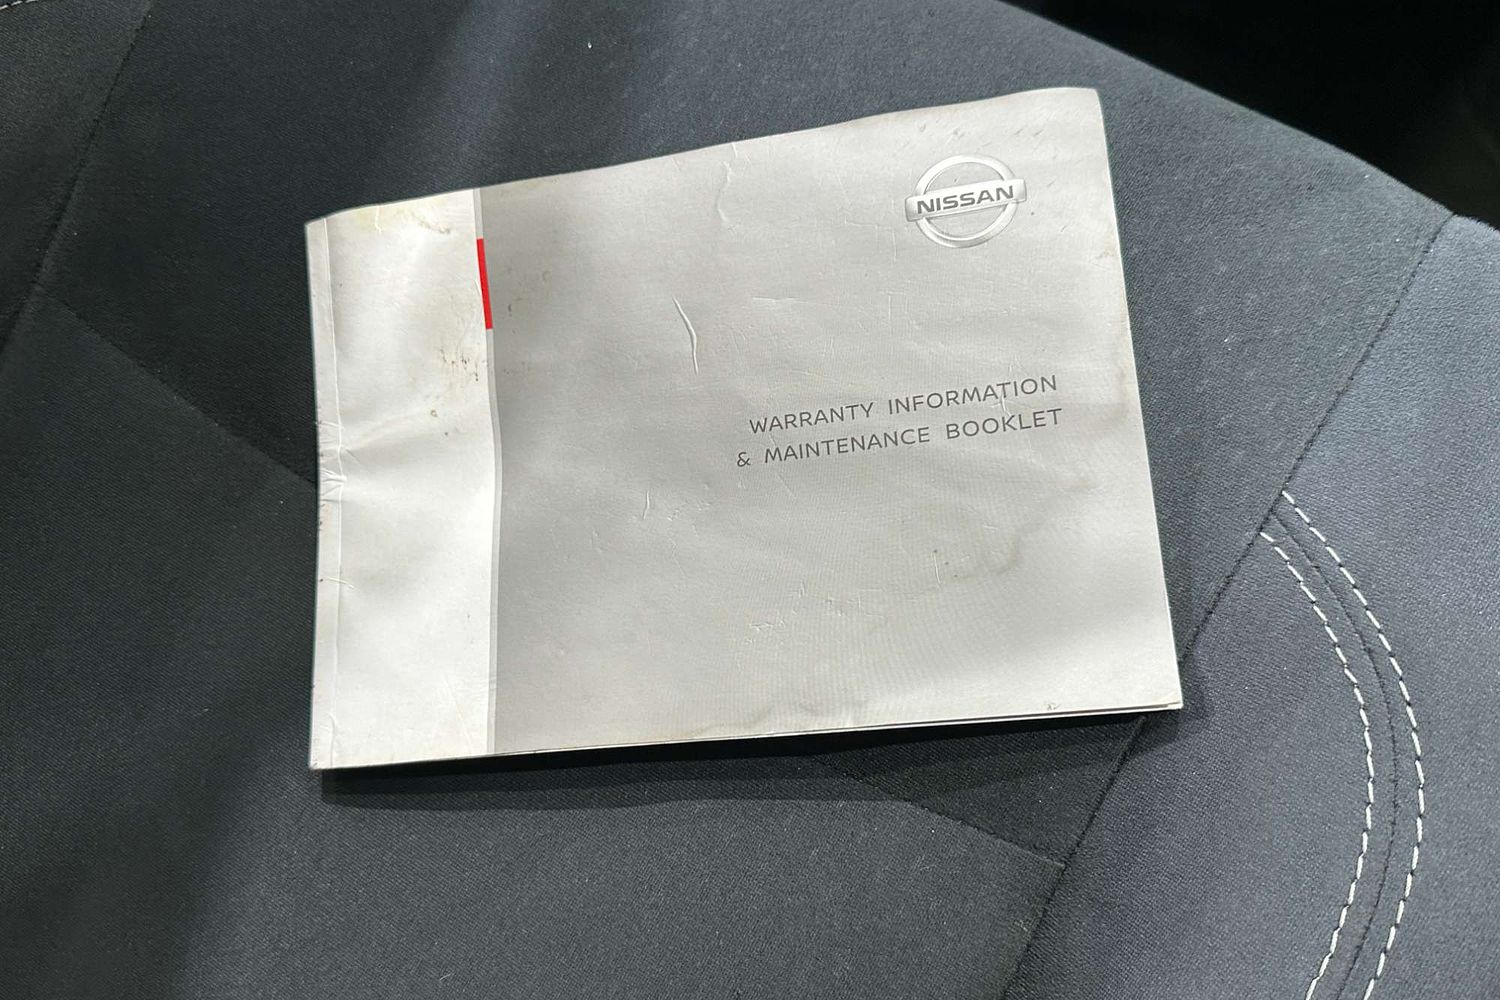 NISSAN
WARRANTY INFORMATION
& MAINTENANCE BOOKLET